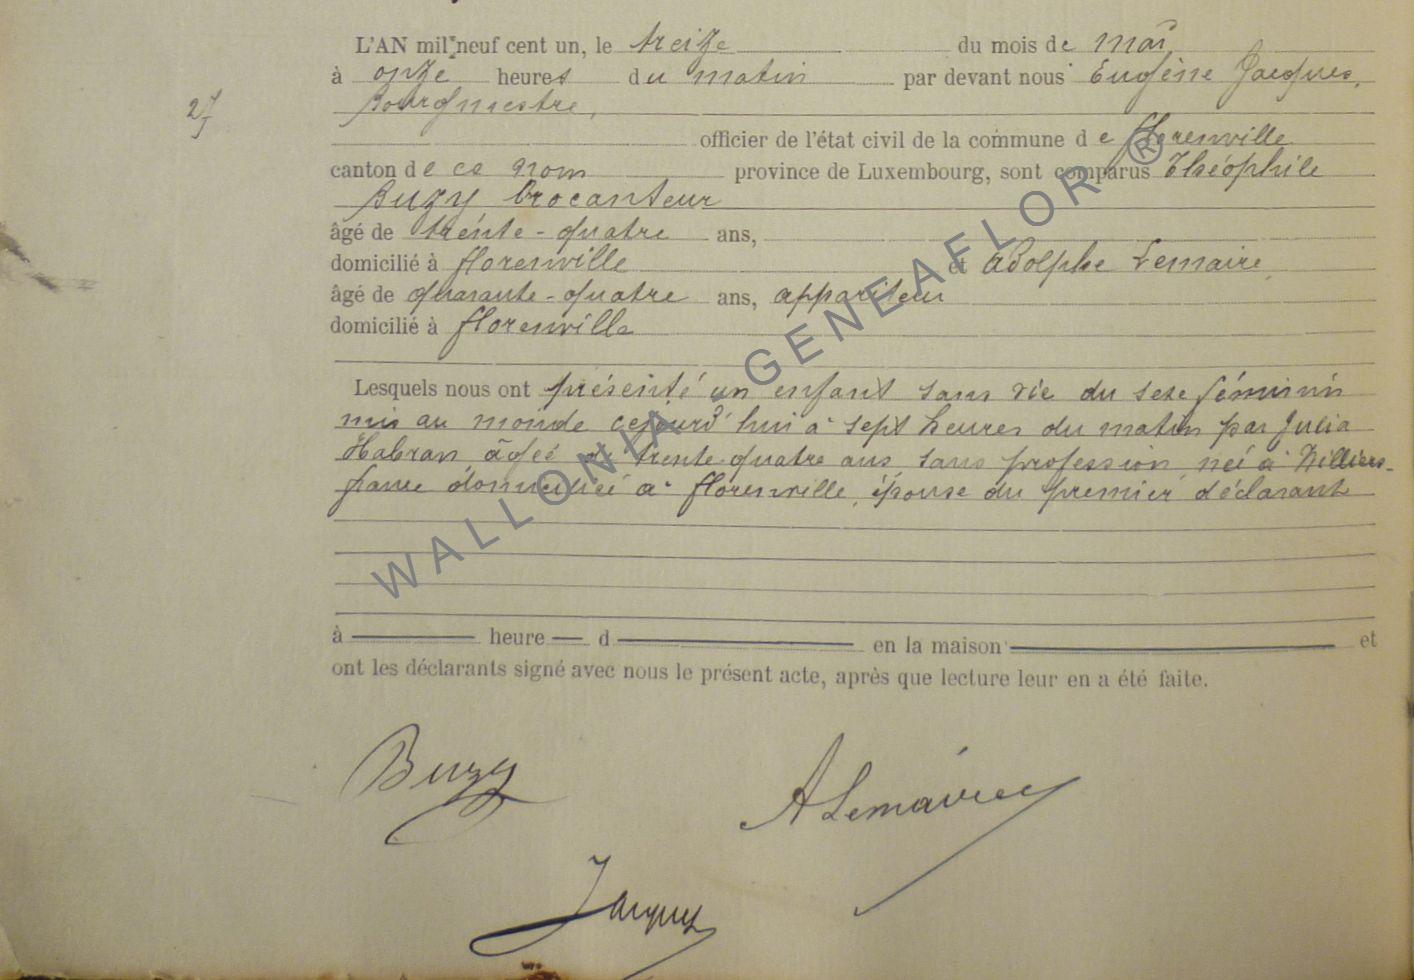 L'AN mil neuf cent un, le treize du mois de mai
à onze heures du matin par devant nous Eugène Jacques,
Bourgmestre,
officier de l'état civil de la commune de florenville
canton de ce nom province de Luxembourg, sont comparus Théophile
Buzy brocanteur
âgé de trente-quatre ans,
domicilié à florenville et Adolphe Lemaire
âgé de quarante-quatre ans, appariteur
domicilié à florenville
Lesquels nous ont présenté un enfant sans vie du sexe féminin
mis au monde cejourd'hui à sept heures du matin par Julia
Habran âgée de trente-quatre ans, sans profession née à
domiciliée à florenville, épouse du premier déclarant
à heure d en la maison et
ont les déclarants signé avec nous le présent acte, après que lecture leur en a été faite.
Buzy
A Lemaire
Jacques
WALLONIA - GENEAFLOR ®